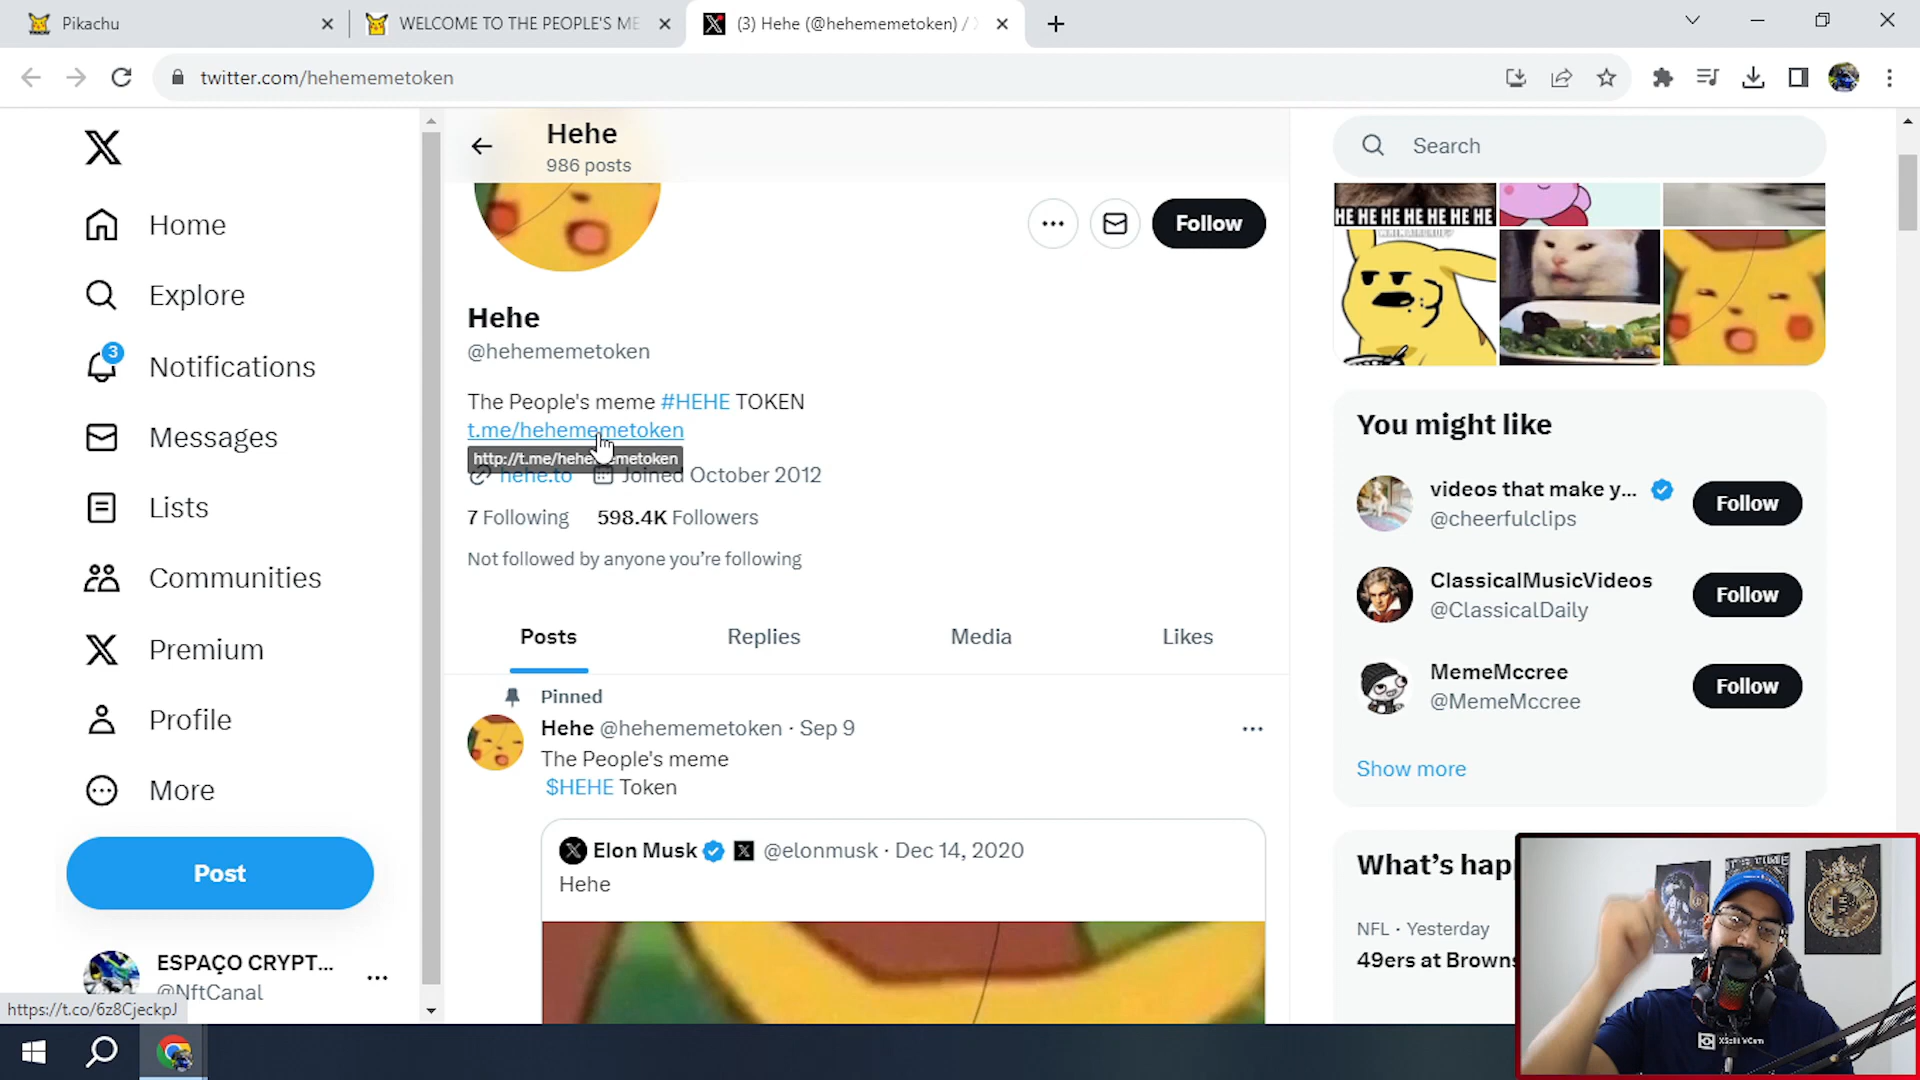 Pikachu
WELCOME TO THE PEOPLE'S ME
(3) Hehe (@hehememetoken) /
twitter.com/hehememetoken
Hehe
986 posts
Search
Home
Explore
3
Notifications
Messages
Lists
Communities
Premium
Profile
More
Post
ESPAÇO CRYPT...
@NftCanal
https://t.co/6z8CjeckpJ
Follow
Hehe
@hehememetoken
The People's meme #HEHE TOKEN
t.me/hehememetoken
http://t.me/hehememetoken
hehe.to Joined October 2012
7 Following 598.4K Followers
Not followed by anyone you're following
Posts Replies Media Likes
Pinned
Hehe @hehememetoken · Sep 9
The People's meme
$HEHE Token
Elon Musk @elonmusk · Dec 14, 2020
Hehe
HE HE HE HE HE HE HE
You might like
videos that make y...
@cheerfulclips
Follow
ClassicalMusicVideos
@ClassicalDaily
Follow
MemeMccree
@MemeMccree
Follow
Show more
What's happ
NFL · Yesterday
49ers at Browns
XSplit VCam